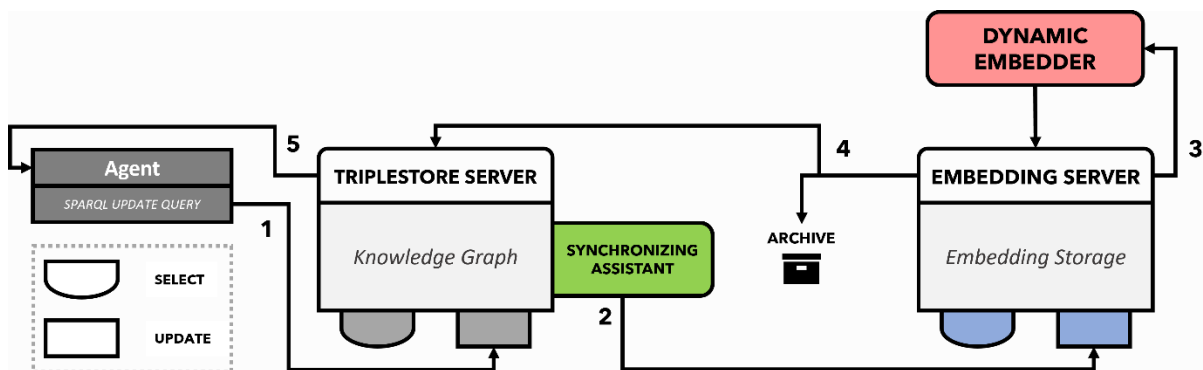 DYNAMIC
EMBEDDER
5
4
3
Agent
SPARQL UPDATE QUERY
1
TRIPLESTORE SERVER
Knowledge Graph
SYNCHRONIZING
ASSISTANT
2
ARCHIVE
EMBEDDING SERVER
Embedding Storage
SELECT
UPDATE